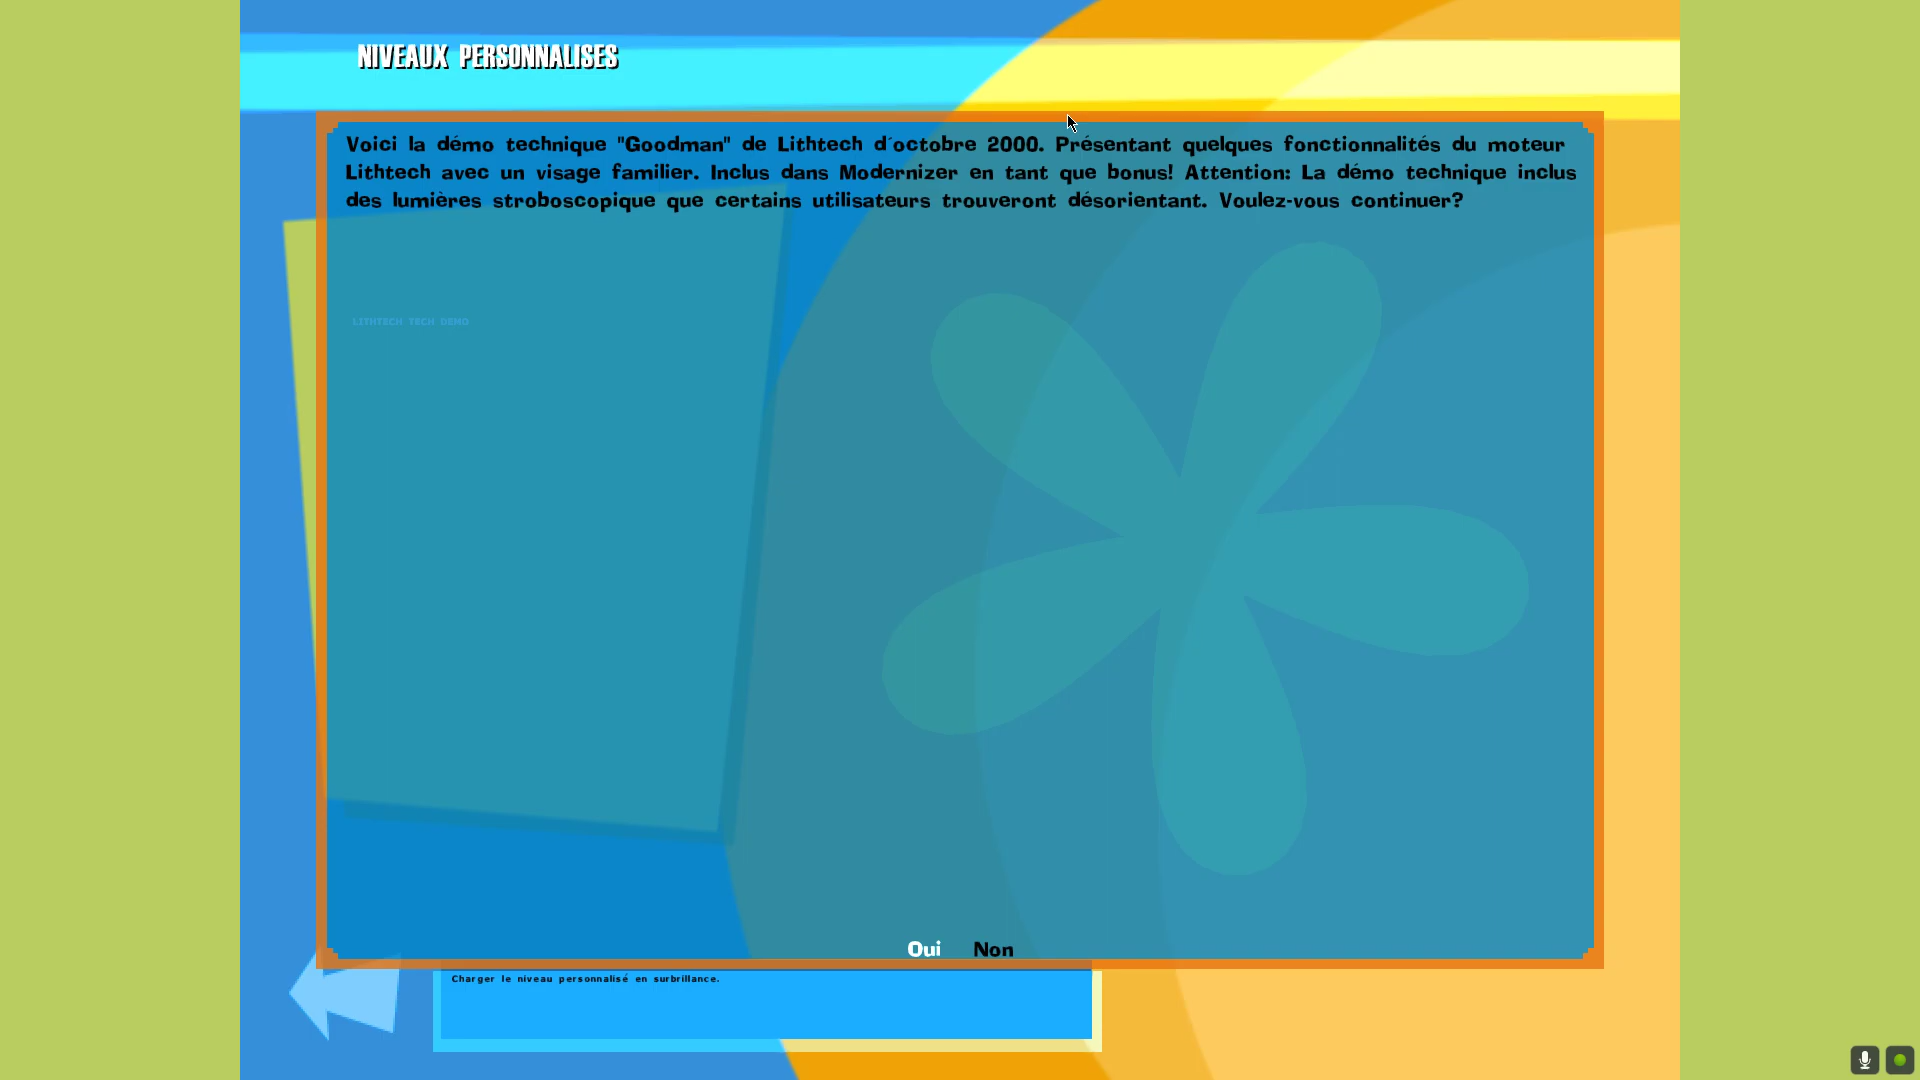 NIVEAUX PERSONNALISES
Voici la démo technique "Goodman" de Lithtech d´octobre 2000. Présentant quelques fonctionnalités du moteur
Lithtech avec un visage familier. Inclus dans Modernizer en tant que bonus! Attention: La démo technique inclus
des lumières stroboscopique que certains utilisateurs trouveront désorientant. Voulez-vous continuer?
1.ITHTECH TECH DEMO
Oui Non
Charger le niveau personnalisé en surbrillance.